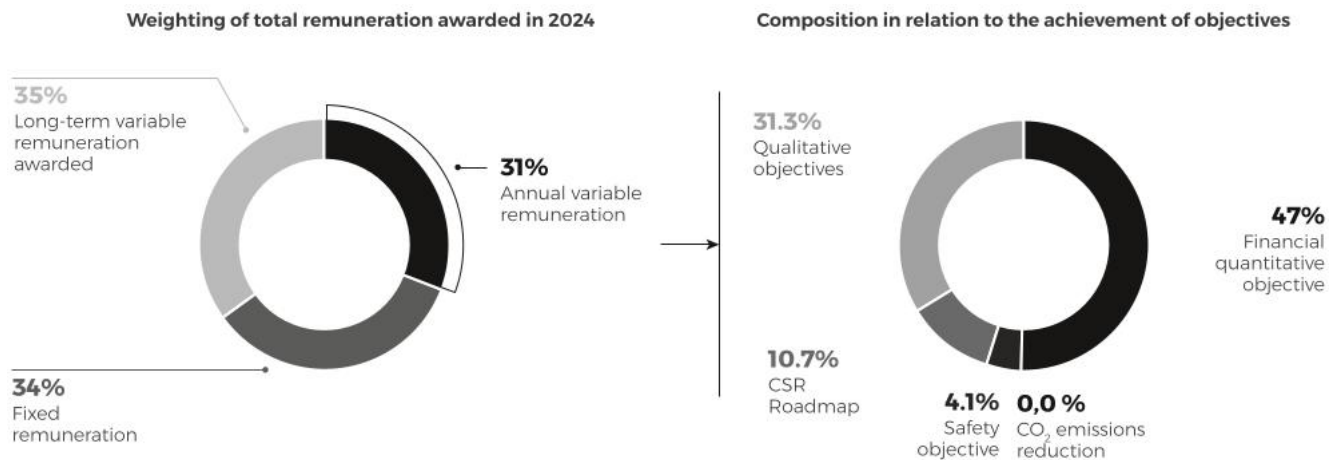 Weighting of total remuneration awarded in 2024
35%
Long-term variable
remuneration
awarded
31%
Annual variable
remuneration
34%
Fixed
remuneration
Composition in relation to the achievement of objectives
31.3%
Qualitative
objectives
47%
Financial
quantitative
objective
10.7%
CSR
Roadmap
4.1%
Safety
objective
0,0 %
CO₂ emissions
reduction